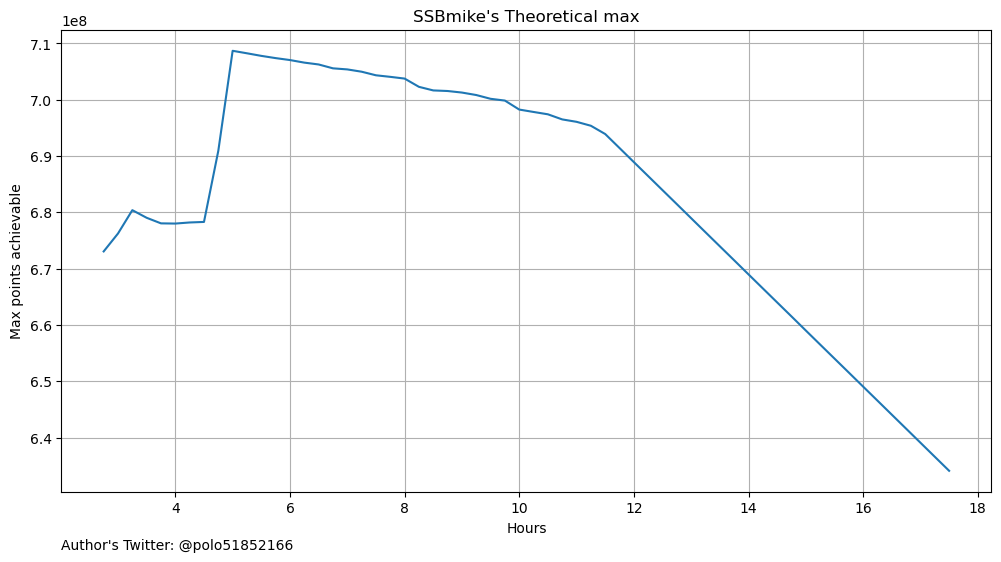 SSBmike's Theoretical max
1e8
7.1
7.0
6.9
6.8
6.7
6.6
6.5
6.4
Max points achievable
4 6 8 10 12 14 16 18
Hours
Author's Twitter: @polo51852166